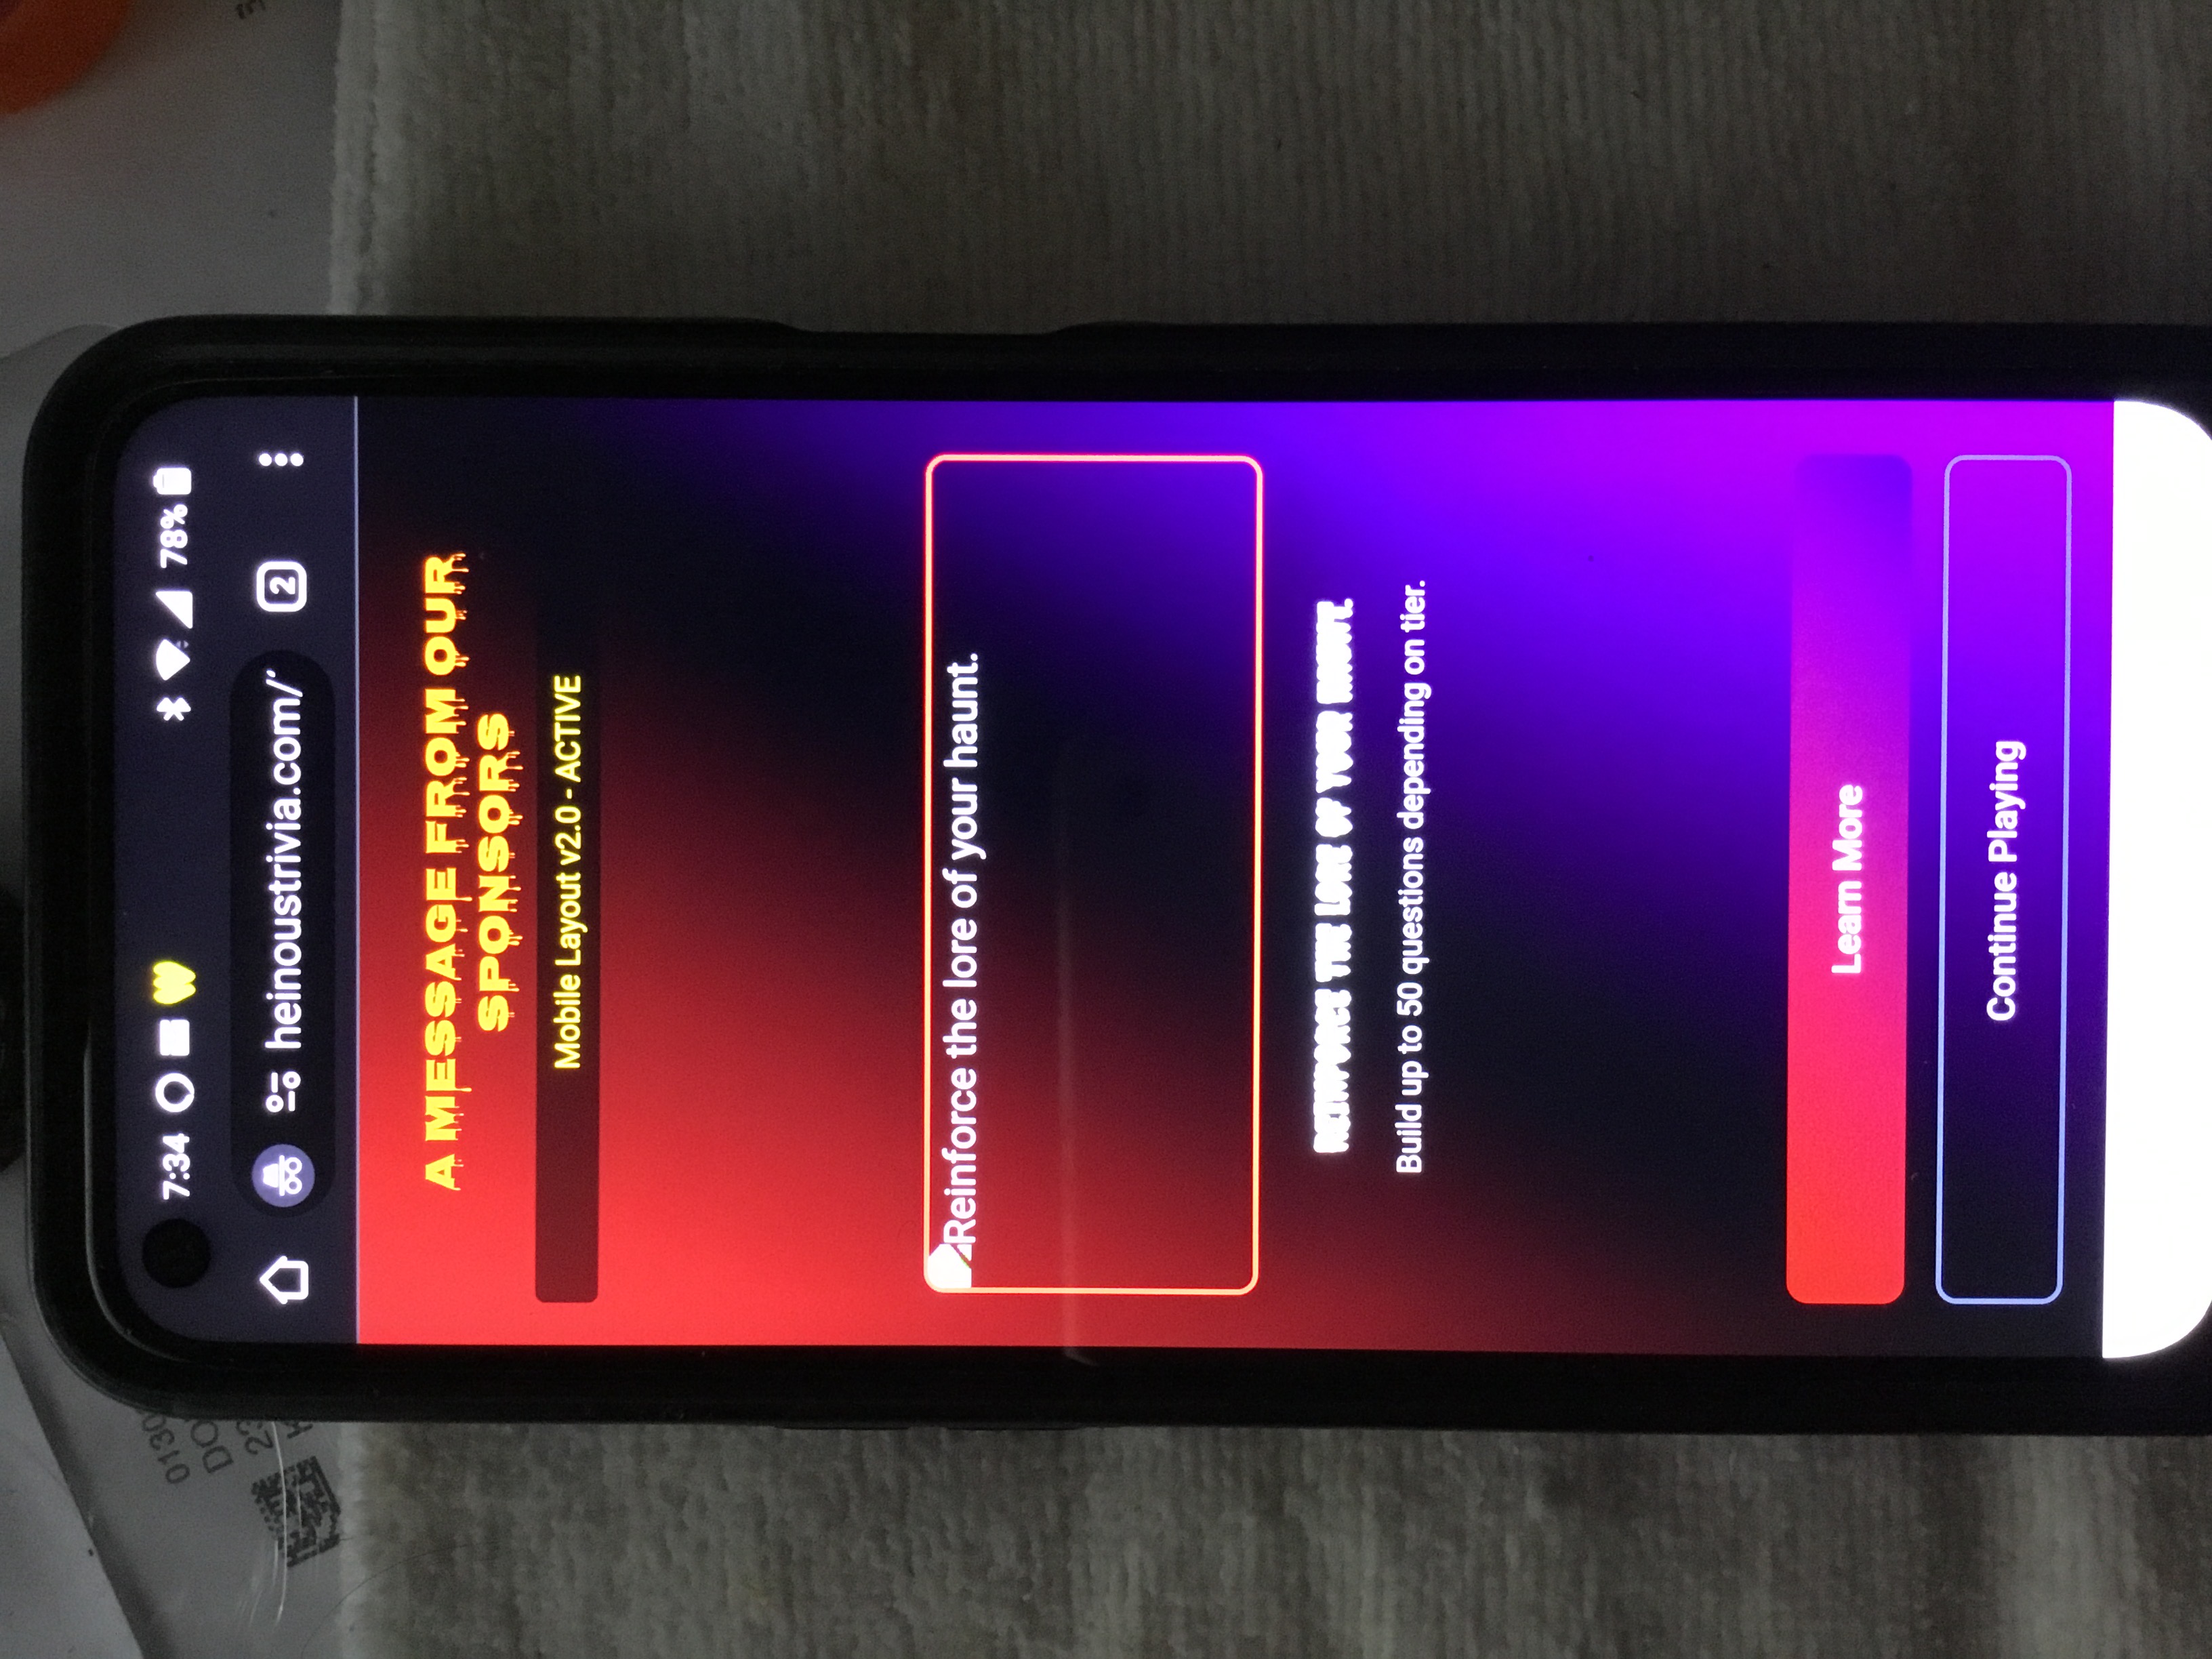 0130
DO
23
7:34 78%
heinoustrivia.com/
2
A MESSAGE FROM OUR
SPONSORS
Mobile Layout v2.0 - ACTIVE
Reinforce the lore of your haunt.
REINFORCE THE LORE OF YOUR HAUNT.
Build up to 50 questions depending on tier.
Learn More
Continue Playing